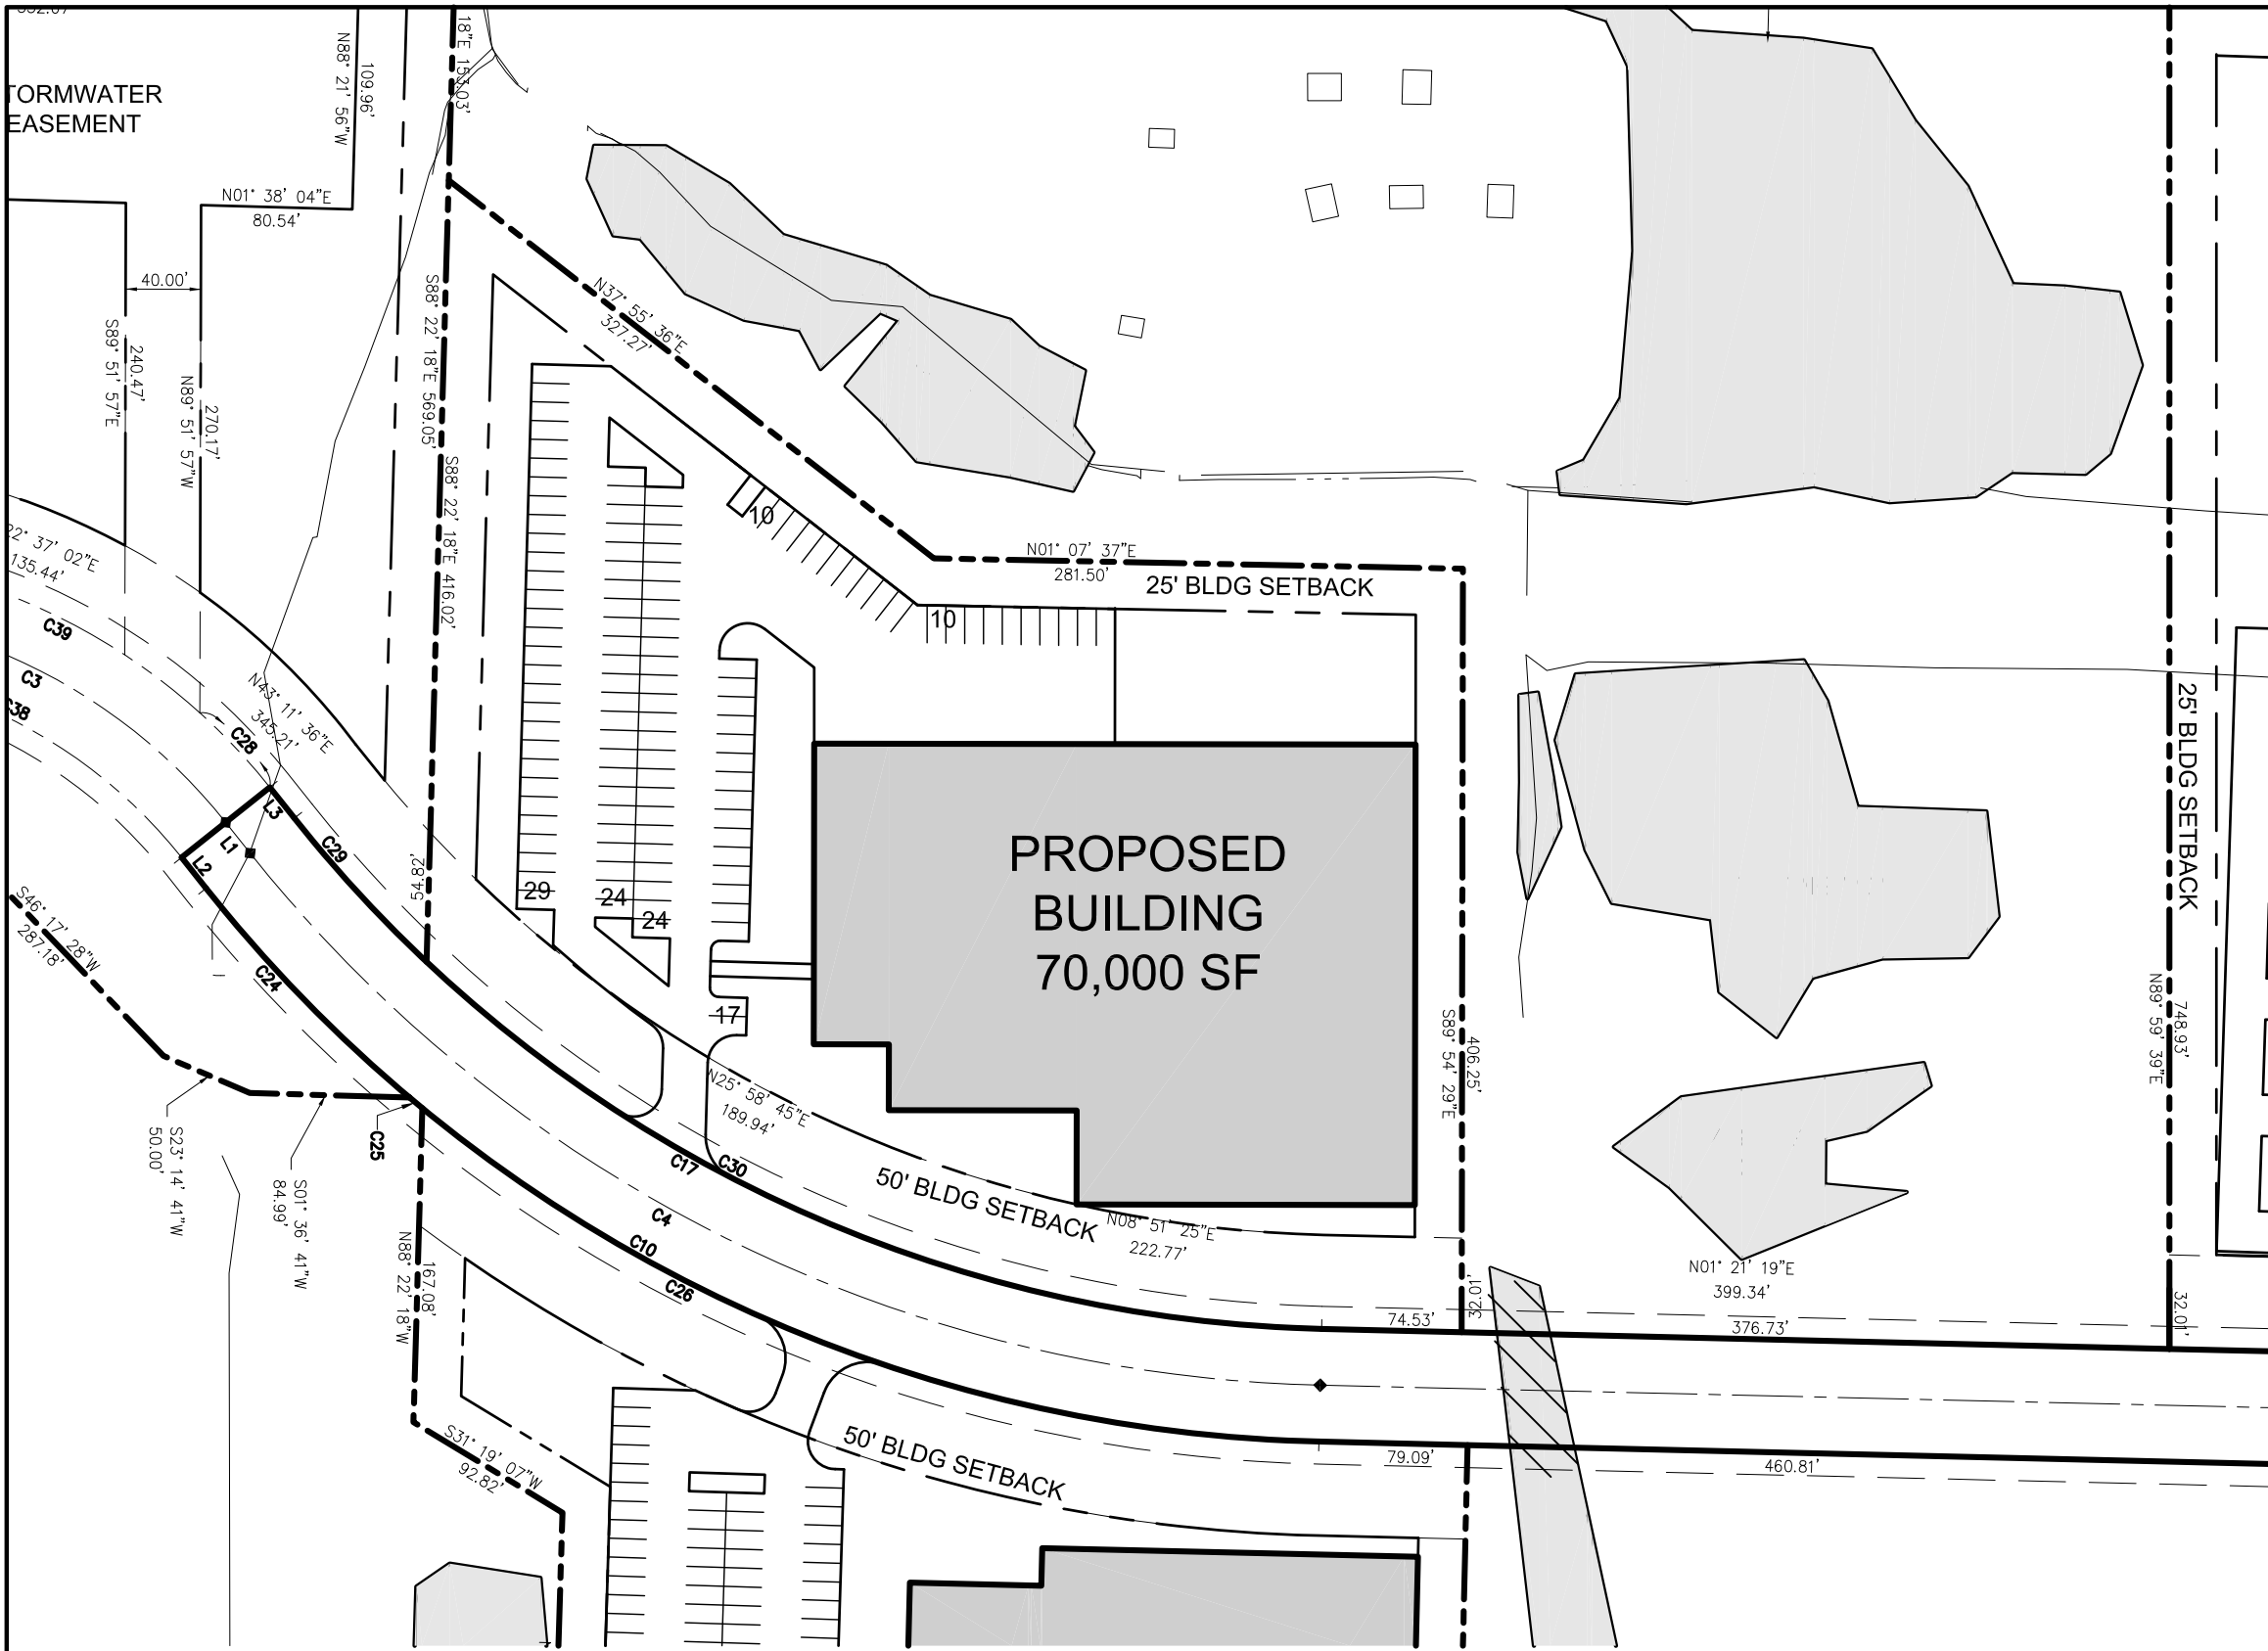 TORMWATER
EASEMENT
N88° 21' 56"W
109.96'
18"E 153.03'
N01° 38' 04"E
80.54'
40.00'
S89° 51' 57"E
240.47'
N89° 51' 57"W
270.17'
S88° 22' 18"E 569.05'
S88° 22' 18"E 416.02'
N37° 55' 36"E
327.27'
10
10
N01° 07' 37"E
281.50'
25' BLDG SETBACK
22° 37' 02"E
135.44'
C39
C3
C38
N43° 11' 36"E
345.21'
C28
L3
L1
L2
C29
54.82'
29
24
24
17
PROPOSED
BUILDING
70,000 SF
25' BLDG SETBACK
S46° 17' 28"W
287.18'
C24
C25
S23° 14' 41"W
50.00'
S01° 36' 41"W
84.99'
N88° 22' 18"W
167.08'
N25° 58' 45"E
189.94'
C17
C30
C4
C10
C26
50' BLDG SETBACK
N08° 51' 25"E
222.77'
S89° 54' 29"E
406.25'
32.01'
N89° 59' 39"E
748.93'
32.01'
N01° 21' 19"E
399.34'
74.53'
376.73'
79.09'
460.81'
S31° 19' 07"W
92.82'
50' BLDG SETBACK